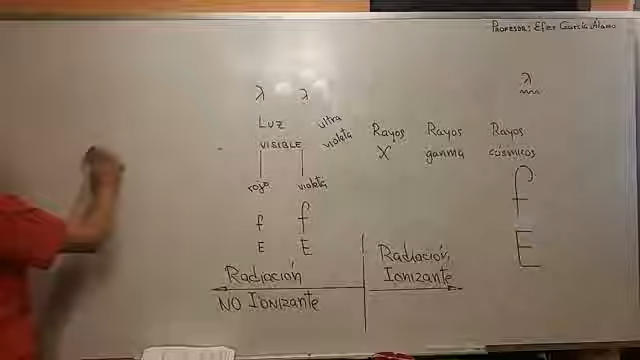 Profesor: Efler García Álamo
λ λ λ
Luz
VISIBLE
ultra
violeta
Rayos
X
Rayos
gamma
Rayos
cósmicos
rojo violeta
f f f
E E E
Radiación
NO Ionizante
Radiación
Ionizante